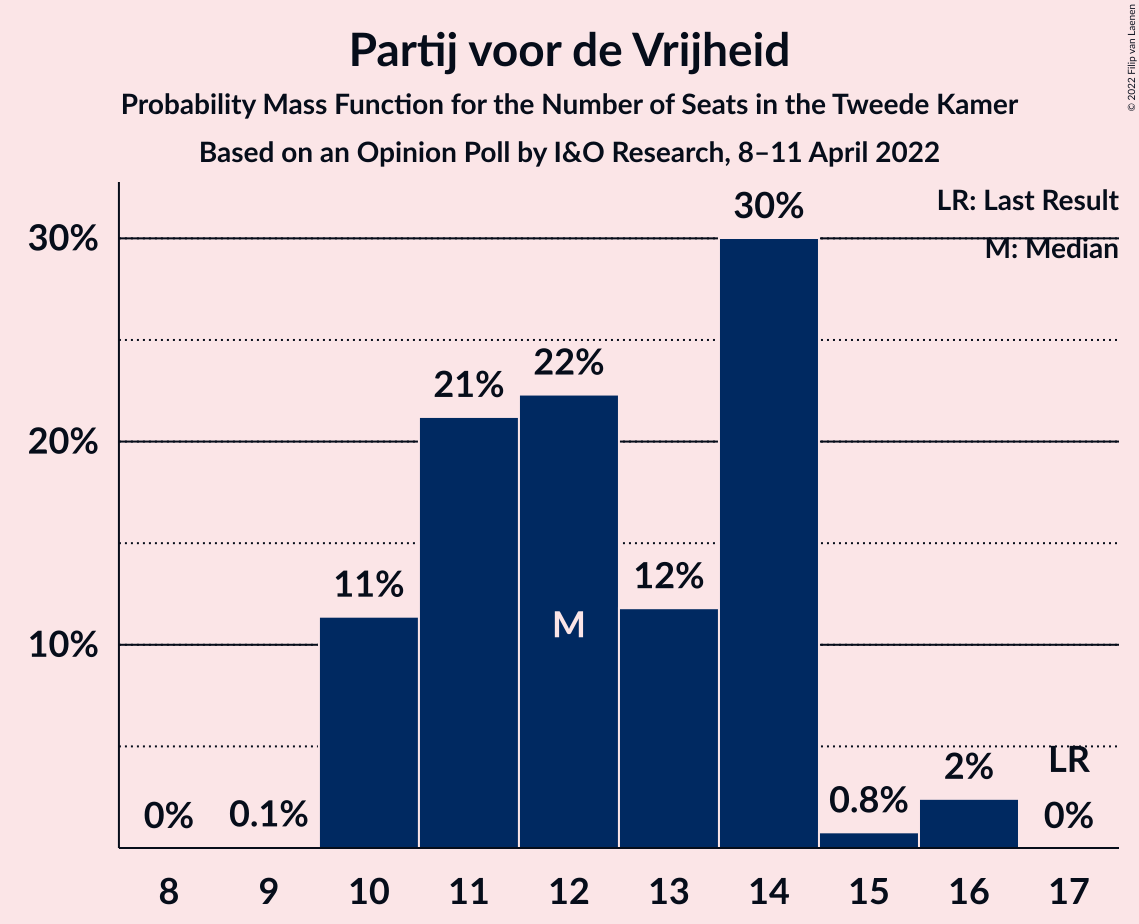 Partij voor de Vrijheid
Probability Mass Function for the Number of Seats in the Tweede Kamer
Based on an Opinion Poll by I&O Research, 8–11 April 2022
© 2022 Filip van Laenen
LR: Last Result
M: Median
30%
20%
10%
0%
0.1%
11%
21%
22%
12%
30%
0.8%
2%
0%
M
LR
8 9 10 11 12 13 14 15 16 17